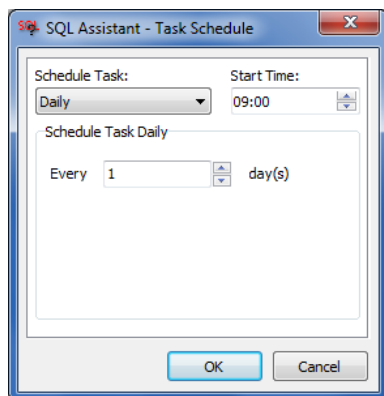 SQL Assistant - Task Schedule
Schedule Task: Start Time:
Daily 09:00
Schedule Task Daily
Every 1 day(s)
OK Cancel